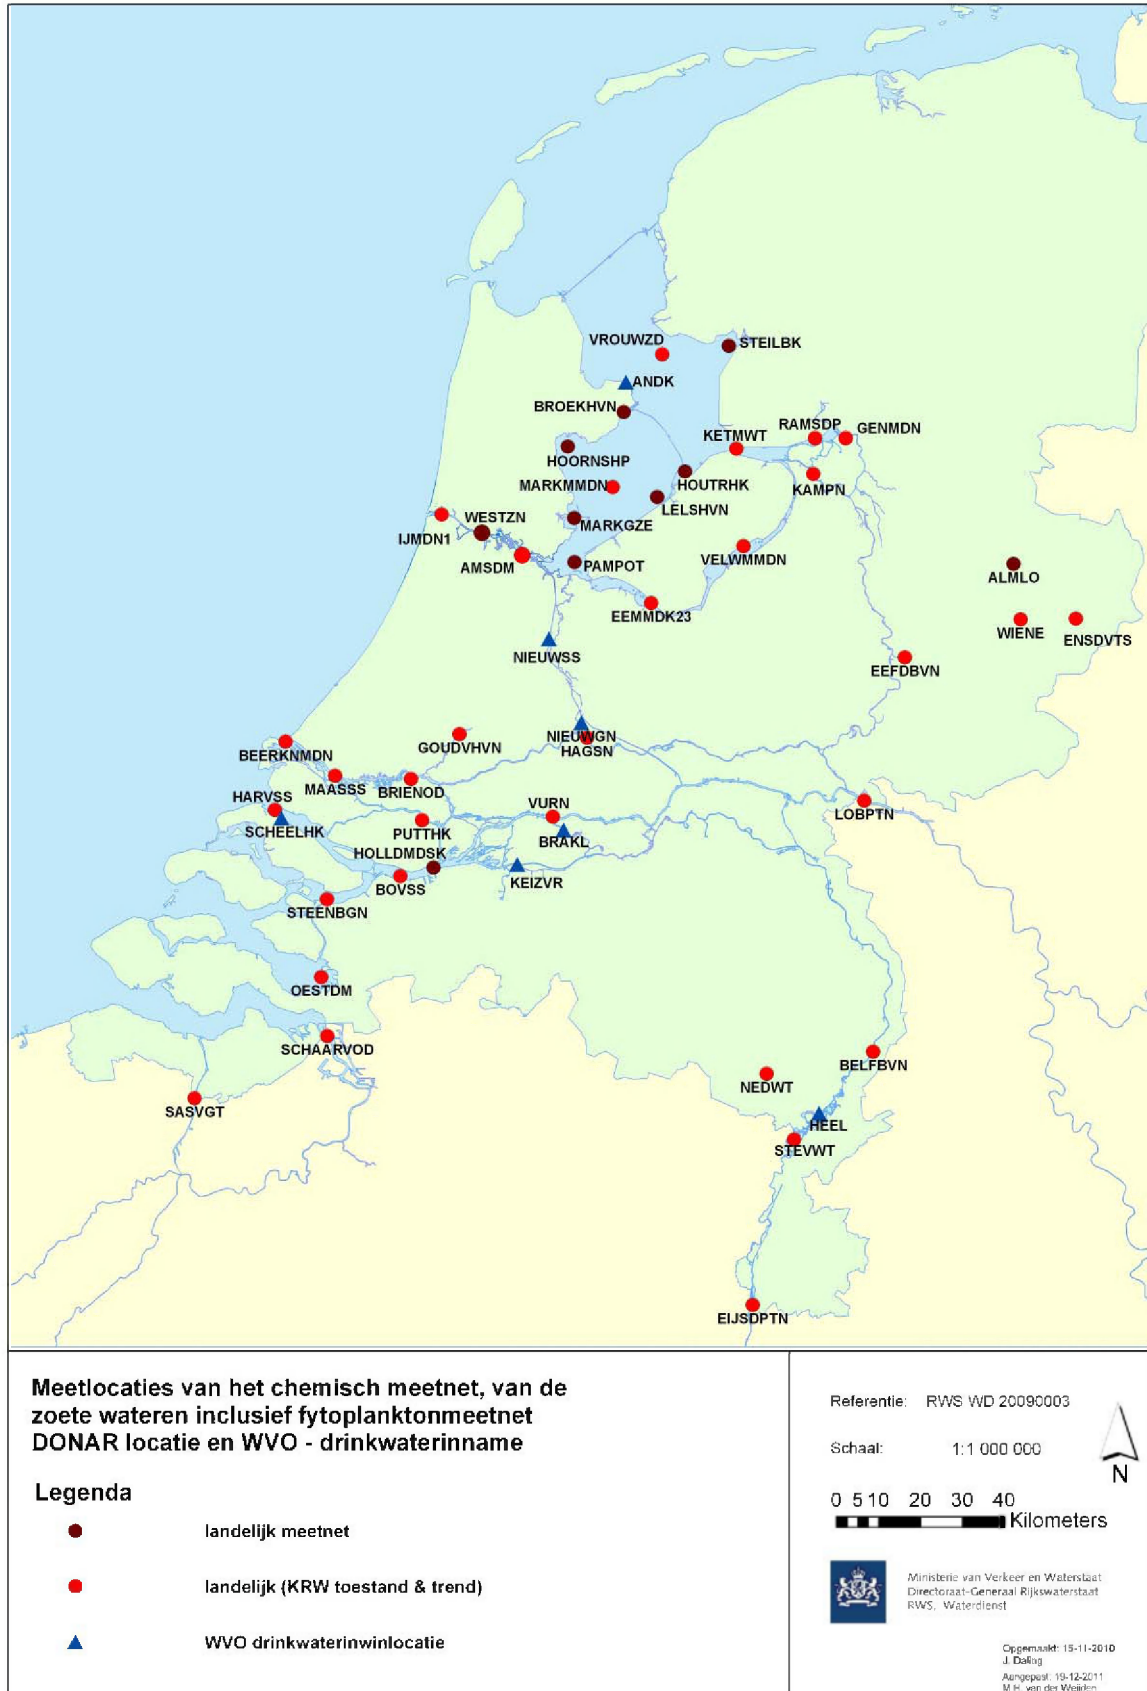 VROUWZD
STEILBK
ANDK
BROEKHVN
RAMSDP
GENMDN
KETMWT
HOORNSHP
HOUTRHK
KAMPN
MARKMMDN
LELSHVN
WESTZN
MARKGZE
IJMDN1
AMSDM
PAMPOT
VELWMMDN
ALMLO
EEMMDK23
WIENE
ENSDVTS
NIEUWSS
EEFDBVN
NIEUWGN
HAGSN
GOUDVHVN
BEERKNMDN
MAASSS
BRIENOD
HARVSS
VURN
LOBPTN
SCHEELHK
PUTTHK
BRAKL
HOLLDMDSK
KEIZVR
BOVSS
STEENBGN
OESTDM
SCHAARVOD
BELFBVN
NEDWT
SASVGT
HEEL
STEVWT
EIJSDPTN
Meetlocaties van het chemisch meetnet, van de
zoete wateren inclusief fytoplanktonmeetnet
DONAR locatie en WVO - drinkwaterinname
Legenda
landelijk meetnet
landelijk (KRW toestand & trend)
WVO drinkwaterinwinlocatie
Referentie: RWS WD 20090003
Schaal: 1:1 000 000
N
0 5 10 20 30 40
Kilometers
Ministerie van Verkeer en Waterstaat
Directoraat-Generaal Rijkswaterstaat
RWS, Waterdienst
Opgemaakt: 15-11-2010
J. Daling
Aangepast: 19-12-2011
M.H. van der Weijden